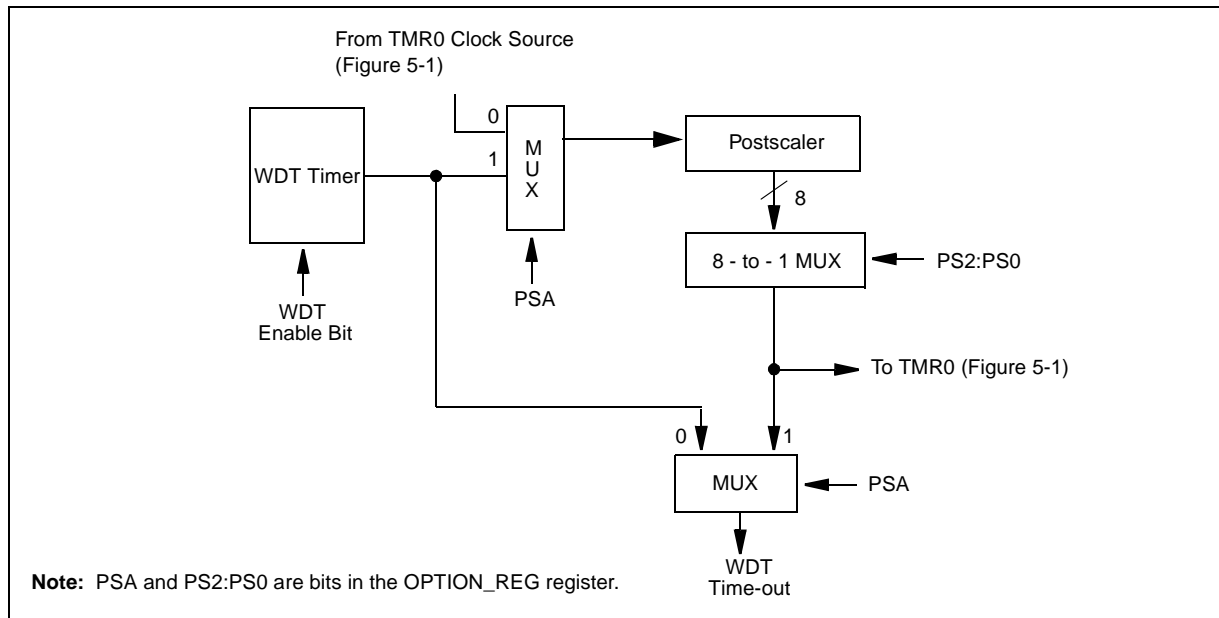 From TMR0 Clock Source
(Figure 5-1)
0
1
M
U
X
WDT Timer
Postscaler
8
8 - to - 1 MUX
PS2:PS0
PSA
WDT
Enable Bit
To TMR0 (Figure 5-1)
0
1
MUX
PSA
WDT
Time-out
Note: PSA and PS2:PS0 are bits in the OPTION_REG register.